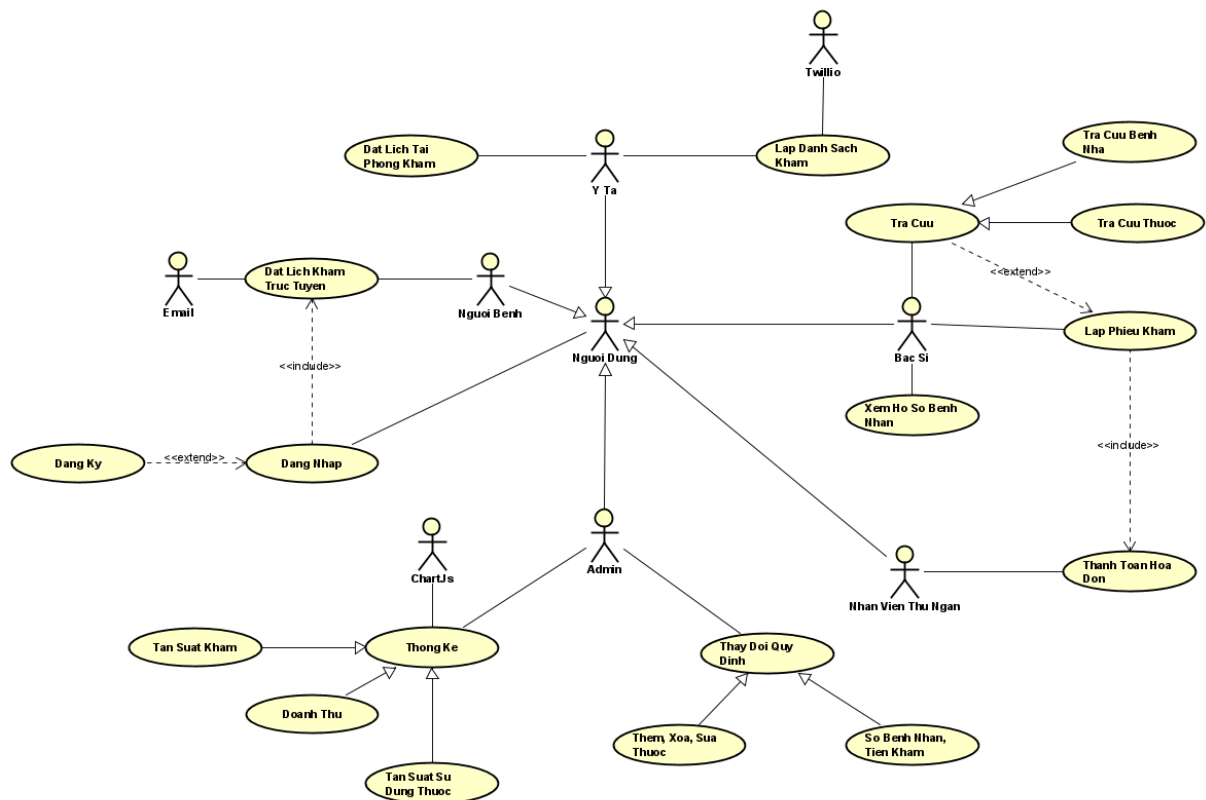 Twillio
Dat Lich Tai
Phong Kham
Y Ta
Lap Danh Sach
Kham
Tra Cuu Benh
Nha
Tra Cuu
Tra Cuu Thuoc
<<extend>>
Email
Dat Lich Kham
Truc Tuyen
Nguoi Benh
Nguoi Dung
Bac Si
Lap Phieu Kham
<<include>>
Xem Ho So Benh
Nhan
<<include>>
Dang Ky
<<extend>>
Dang Nhap
ChartJs
Admin
Nhan Vien Thu Ngan
Thanh Toan Hoa
Don
Tan Suat Kham
Thong Ke
Thay Doi Quy
Dinh
Doanh Thu
Them, Xoa, Sua
Thuoc
So Benh Nhan,
Tien Kham
Tan Suat Su
Dung Thuoc